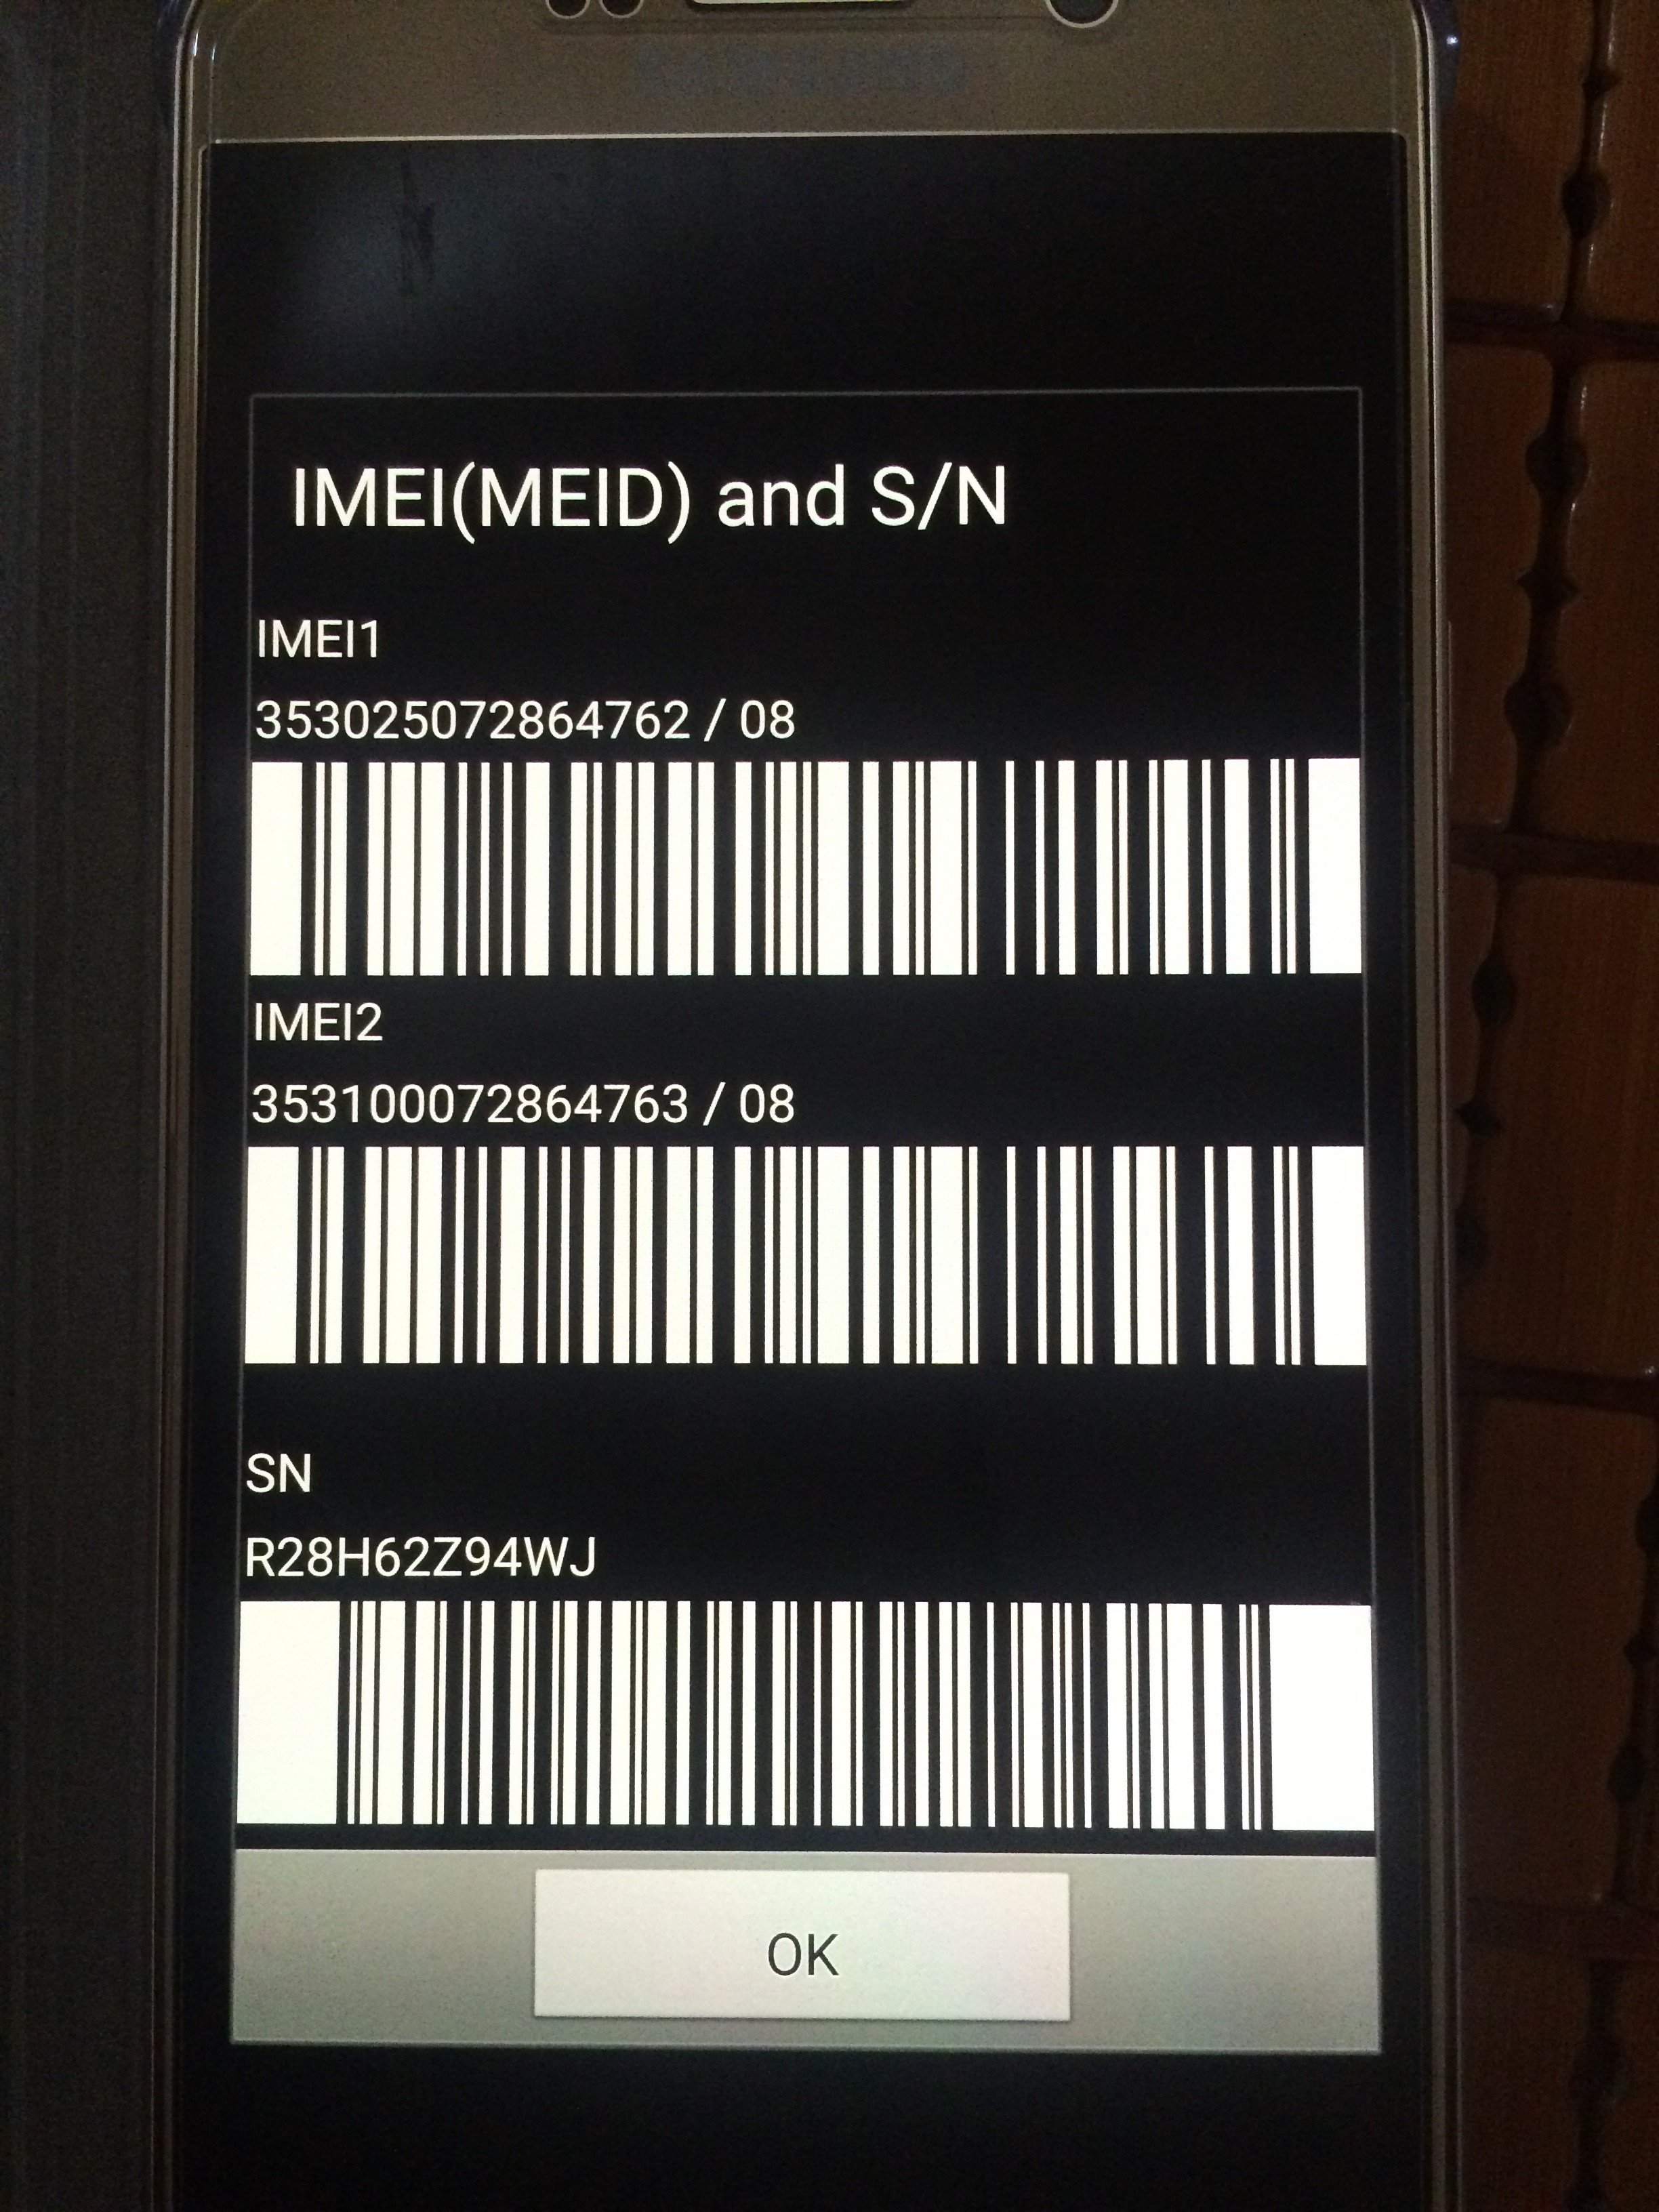 IMEI(MEID) and S/N
IMEI1
353025072864762 / 08
IMEI2
353100072864763 / 08
SN
R28H62Z94WJ
OK